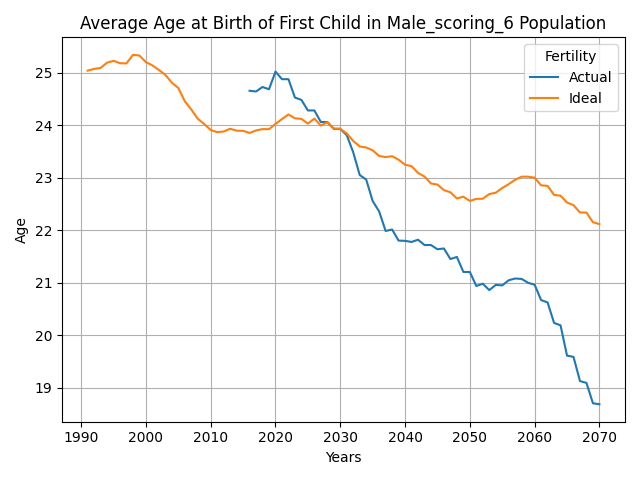 Average Age at Birth of First Child in Male_scoring_6 Population
Fertility
Actual
Ideal
Age
25
24
23
22
21
20
19
1990 2000 2010 2020 2030 2040 2050 2060 2070
Years